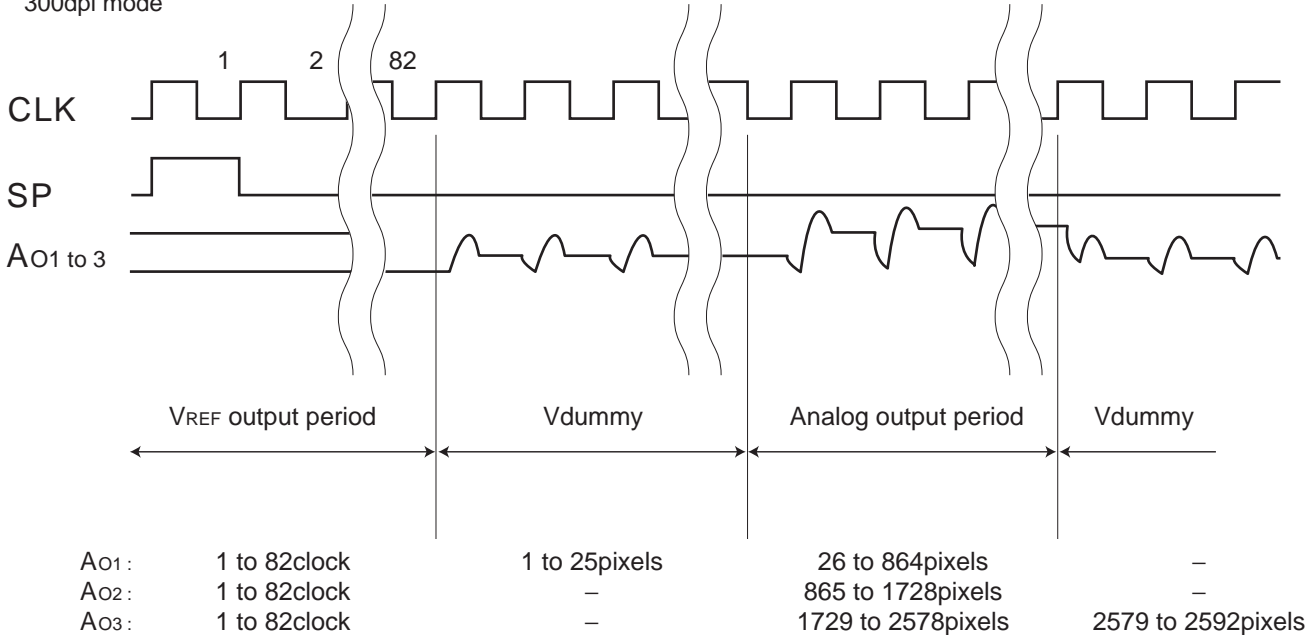 300dpi mode
1 2 82
CLK
SP
AO1 to 3
VREF output period Vdummy Analog output period Vdummy
AO1 : 1 to 82clock 1 to 25pixels 26 to 864pixels –
AO2 : 1 to 82clock – 865 to 1728pixels –
AO3 : 1 to 82clock – 1729 to 2578pixels 2579 to 2592pixels